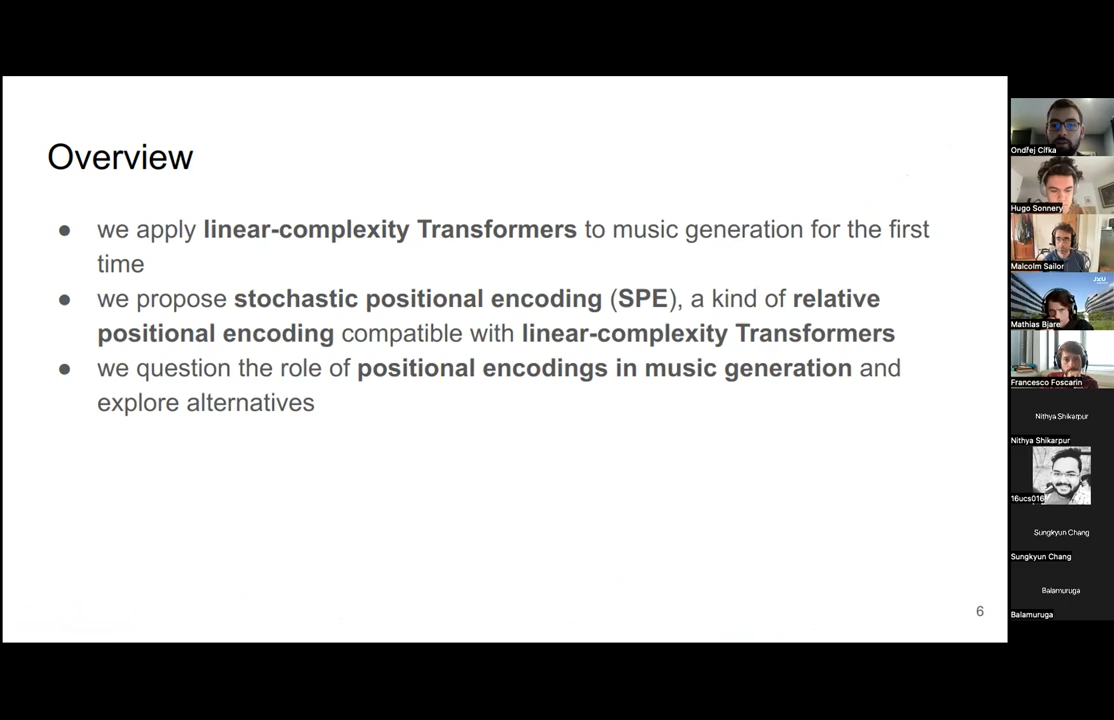 Overview
● we apply linear-complexity Transformers to music generation for the first
time
● we propose stochastic positional encoding (SPE), a kind of relative
positional encoding compatible with linear-complexity Transformers
● we question the role of positional encodings in music generation and
explore alternatives
6
Ondřej Cífka
Hugo Sonnery
Malcolm Sailor
JKU
Mathias Bjare
Francesco Foscarin
Nithya Shikarpur
Nithya Shikarpur
16ucs016
Sungkyun Chang
Sungkyun Chang
Balamuruga
Balamuruga